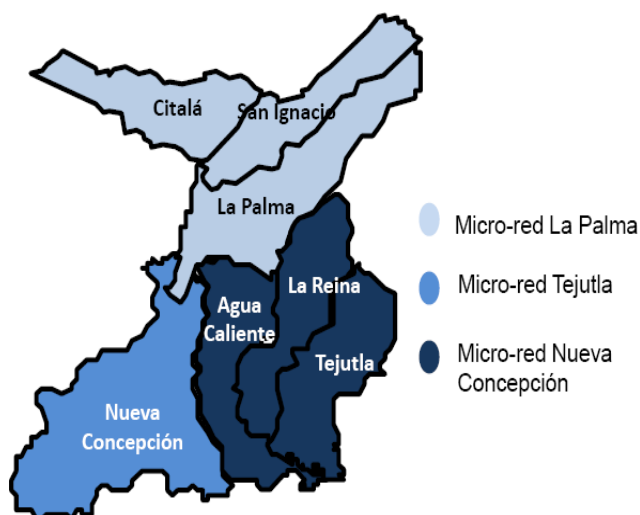 Citalá
San Ignacio
La Palma
La Reina
Agua
Caliente
Tejutla
Nueva
Concepción
Micro-red La Palma
Micro-red Tejutla
Micro-red Nueva
Concepción